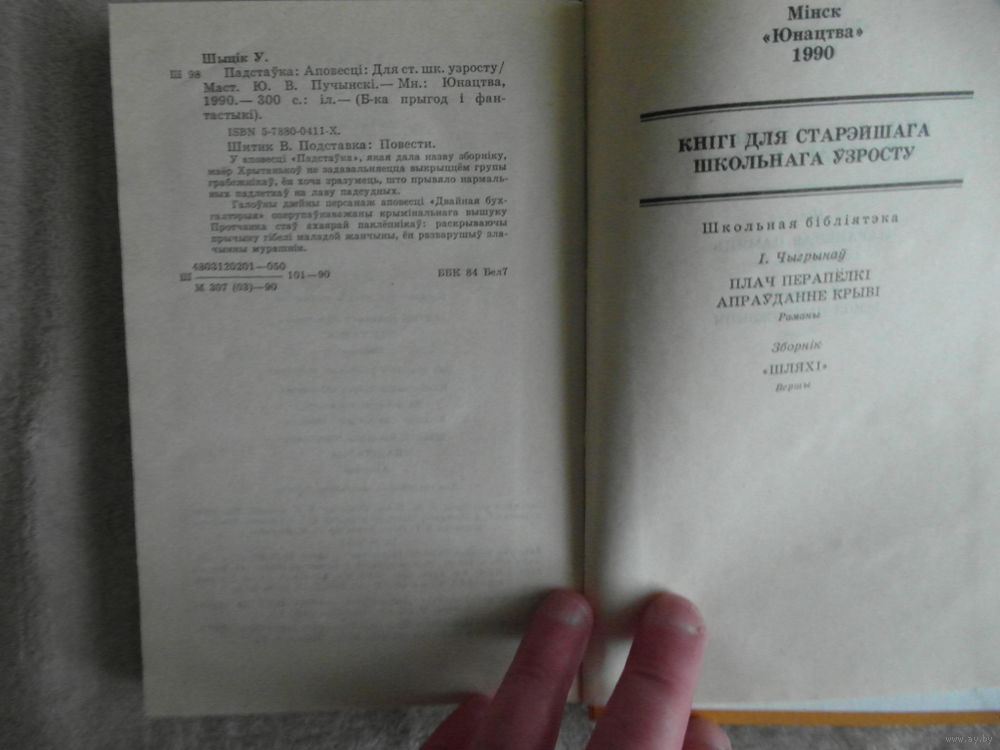 Шыцік У.
Ш 98 Падстаўка: Аповесці: Для ст. шк. узросту/
Маст. Ю. В. Пучынскі.— Мн.: Юнацтва,
1990.— 300 с.: іл.— (Б-ка прыгод і фан-
тастыкі).
ISBN 5-7880-0411-X.
Шитик В. Подставка: Повести.
У аповесці «Падстаўка», якая дала назву зборніку,
маёр Хрытанькоў не задавальняецца выкрыццём групы
грабежнікаў, ён хоча зразумець, што прывяло нармаль-
ных падлеткаў на лаву падсудных.
Галоўны дзейны персанаж аповесці «Двайная бух-
галтэрыя» оперупаўнаважаны крымінальнага вышуку
Протчанка стаў ахвярай паклёпнікаў: раскрываючы
прычыну гібелі маладой жанчыны, ён разварушыў зла-
чынны мурашнік.
4803120201—050
Ш 101—90 ББК 84 Бел7
М 307 (03)—90
Мінск
«Юнацтва»
1990
КНІГІ ДЛЯ СТАРЭЙШАГА
ШКОЛЬНАГА ЎЗРОСТУ
Школьная бібліятэка
І. Чыгрынаў
ПЛАЧ ПЕРАПЁЛКІ
АПРАЎДАННЕ КРЫВІ
Раманы
Зборнік
«ШЛЯХІ»
Вершы
www.ay.by